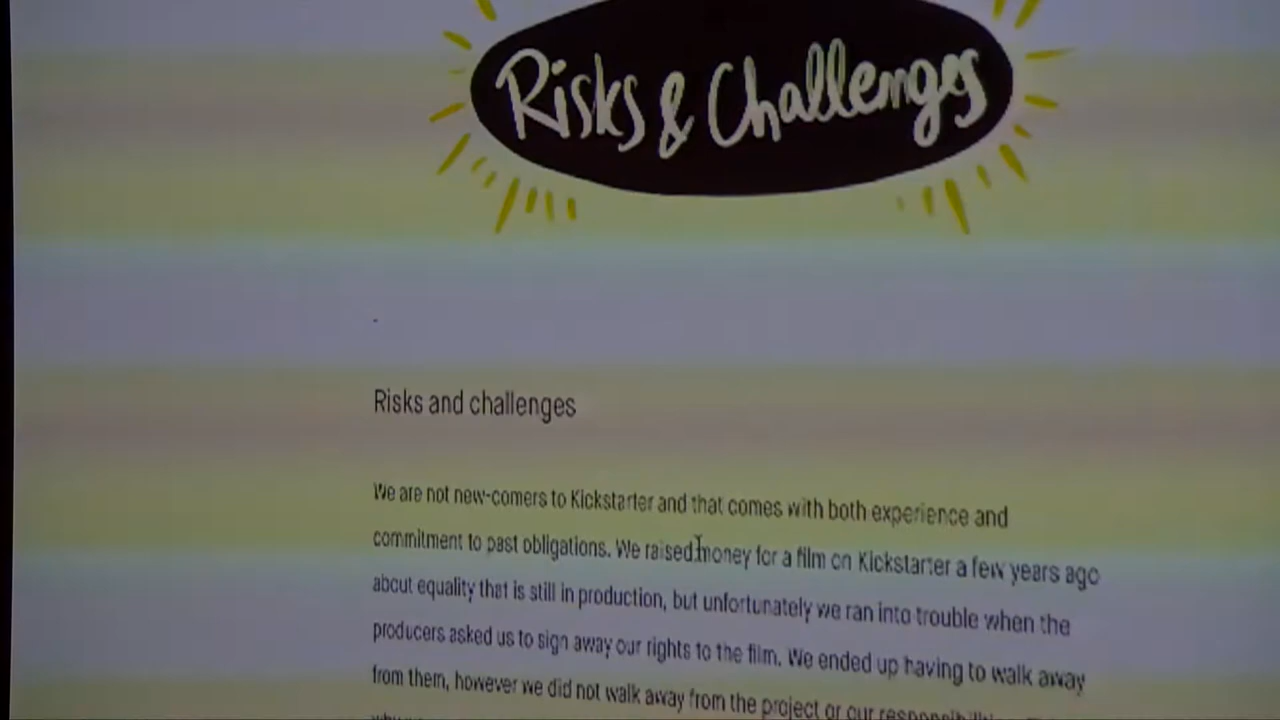 Risks & Challenges
Risks and challenges
We are not new-comers to Kickstarter and that comes with both experience and
commitment to past obligations. We raised money for a film on Kickstarter a few years ago
about equality that is still in production, but unfortunately we ran into trouble when the
producers asked us to sign away our rights to the film. We ended up having to walk away
from them, however we did not walk away from the project or our